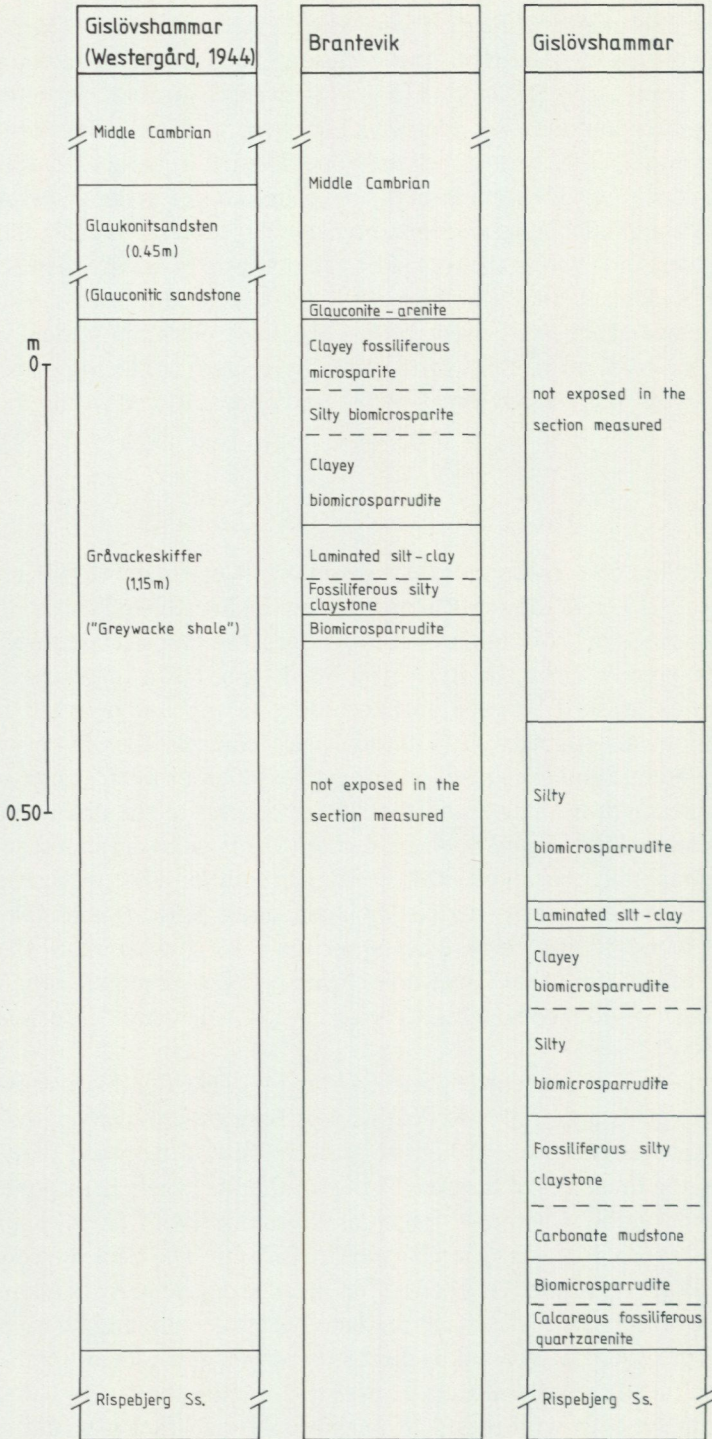 Gislövshammar
(Westergård, 1944)
Middle Cambrian
Glaukonitsandsten
(0.45m)
(Glauconitic sandstone
m
0
0.50
Gråvackeskiffer
(1,15m)
("Greywacke shale")
Rispebjerg Ss.
Brantevik
Middle Cambrian
Glauconite - arenite
Clayey fossiliferous
microsparite
Silty biomicrosparite
Clayey
biomicrosparrudite
Laminated silt-clay
Fossiliferous silty
claystone
Biomicrosparrudite
not exposed in the
section measured
Gislövshammar
not exposed in the
section measured
Silty
biomicrosparrudite
Laminated silt-clay
Clayey
biomicrosparrudite
Silty
biomicrosparrudite
Fossiliferous silty
claystone
Carbonate mudstone
Biomicrosparrudite
Calcareous fossiliferous
quartzarenite
Rispebjerg Ss.